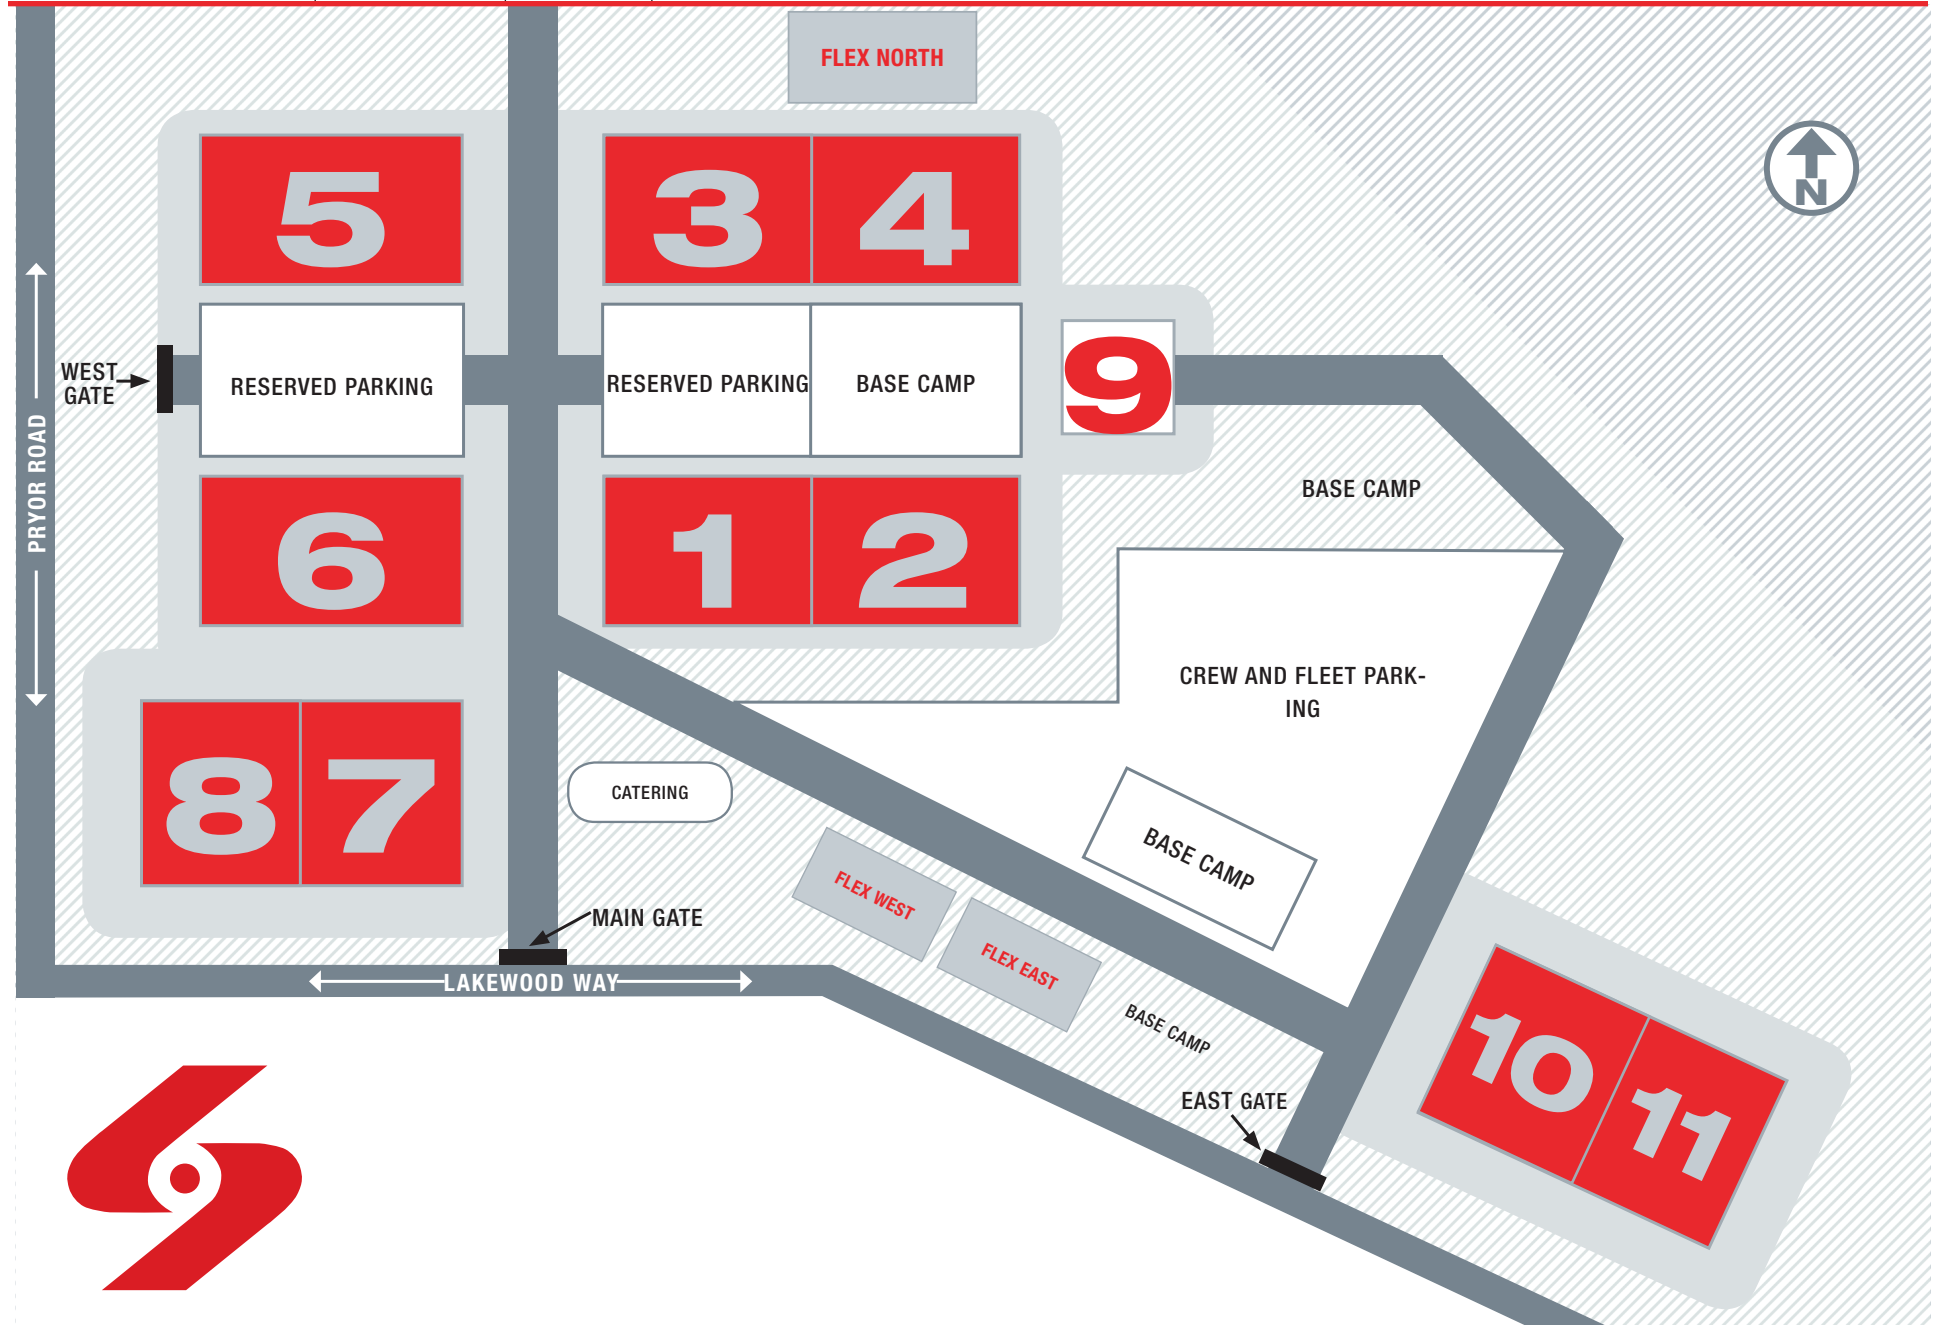 FLEX NORTH
N
5
3
4
WEST
GATE
RESERVED PARKING
RESERVED PARKING
BASE CAMP
9
PRYOR ROAD
BASE CAMP
6
1
2
CREW AND FLEET PARK-
ING
8
7
CATERING
BASE CAMP
FLEX WEST
MAIN GATE
FLEX EAST
LAKEWOOD WAY
BASE CAMP
EAST GATE
10
11